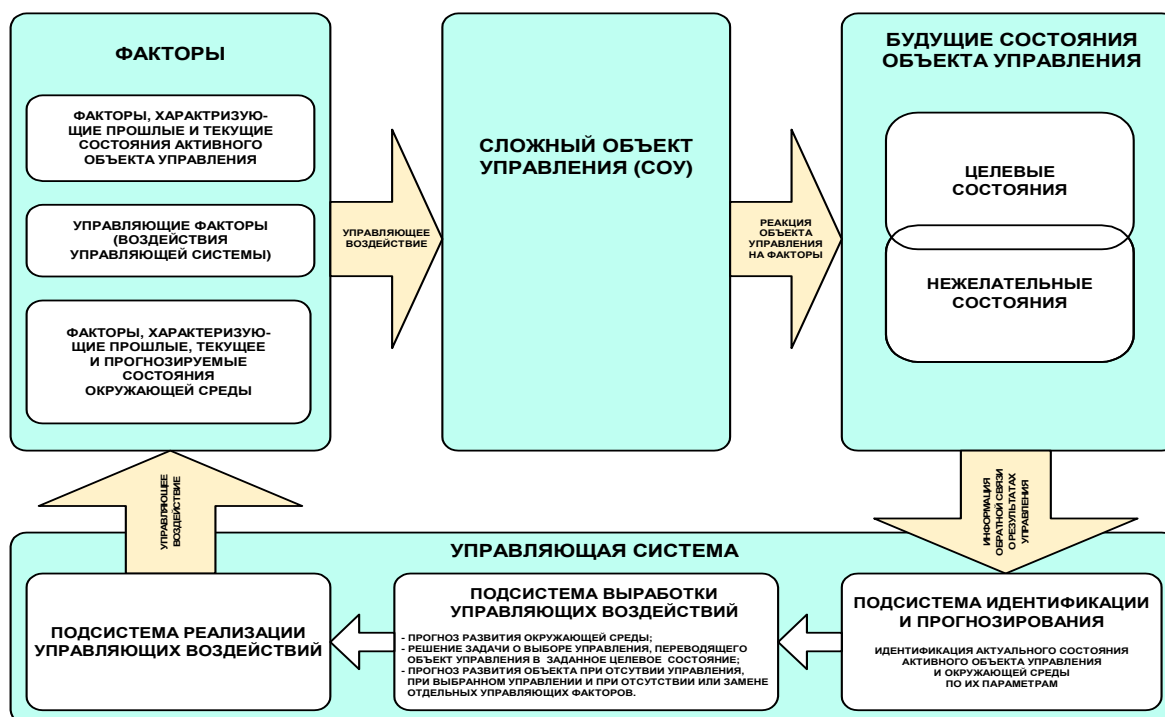 ФАКТОРЫ
ФАКТОРЫ, ХАРАКТРИЗУЮ-
ЩИЕ ПРОШЛЫЕ И ТЕКУЩИЕ
СОСТОЯНИЯ АКТИВНОГО
ОБЪЕКТА УПРАВЛЕНИЯ
УПРАВЛЯЮЩИЕ ФАКТОРЫ
(ВОЗДЕЙСТВИЯ
УПРАВЛЯЮЩЕЙ СИСТЕМЫ)
ФАКТОРЫ, ХАРАКТЕРИЗУЮ-
ЩИЕ ПРОШЛЫЕ, ТЕКУЩЕЕ
И ПРОГНОЗИРУЕМЫЕ
СОСТОЯНИЯ
ОКРУЖАЮЩЕЙ СРЕДЫ
УПРАВЛЯЮЩЕЕ
ВОЗДЕЙСТВИЕ
СЛОЖНЫЙ ОБЪЕКТ
УПРАВЛЕНИЯ (СОУ)
РЕАКЦИЯ
ОБЪЕКТА
УПРАВЛЕНИЯ
НА ФАКТОРЫ
БУДУЩИЕ СОСТОЯНИЯ
ОБЪЕКТА УПРАВЛЕНИЯ
ЦЕЛЕВЫЕ
СОСТОЯНИЯ
НЕЖЕЛАТЕЛЬНЫЕ
СОСТОЯНИЯ
ИНФОРМАЦИЯ
ОБРАТНОЙ СВЯЗИ
О РЕЗУЛЬТАТАХ
УПРАВЛЕНИЯ
УПРАВЛЯЮЩЕЕ
ВОЗДЕЙСТВИЕ
УПРАВЛЯЮЩАЯ СИСТЕМА
ПОДСИСТЕМА РЕАЛИЗАЦИИ
УПРАВЛЯЮЩИХ ВОЗДЕЙСТВИЙ
ПОДСИСТЕМА ВЫРАБОТКИ
УПРАВЛЯЮЩИХ ВОЗДЕЙСТВИЙ
- ПРОГНОЗ РАЗВИТИЯ ОКРУЖАЮЩЕЙ СРЕДЫ;
- РЕШЕНИЕ ЗАДАЧИ О ВЫБОРЕ УПРАВЛЕНИЯ, ПЕРЕВОДЯЩЕГО
ОБЪЕКТ УПРАВЛЕНИЯ В ЗАДАННОЕ ЦЕЛЕВОЕ СОСТОЯНИЕ;
- ПРОГНОЗ РАЗВИТИЯ ОБЪЕКТА ПРИ ОТСУТВИИ УПРАВЛЕНИЯ,
ПРИ ВЫБРАННОМ УПРАВЛЕНИИ И ПРИ ОТСУТСТВИИ ИЛИ ЗАМЕНЕ
ОТДЕЛЬНЫХ УПРАВЛЯЮЩИХ ФАКТОРОВ.
ПОДСИСТЕМА ИДЕНТИФИКАЦИИ
И ПРОГНОЗИРОВАНИЯ
ИДЕНТИФИКАЦИЯ АКТУАЛЬНОГО СОСТОЯНИЯ
АКТИВНОГО ОБЪЕКТА УПРАВЛЕНИЯ
И ОКРУЖАЮЩЕЙ СРЕДЫ
ПО ИХ ПАРАМЕТРАМ